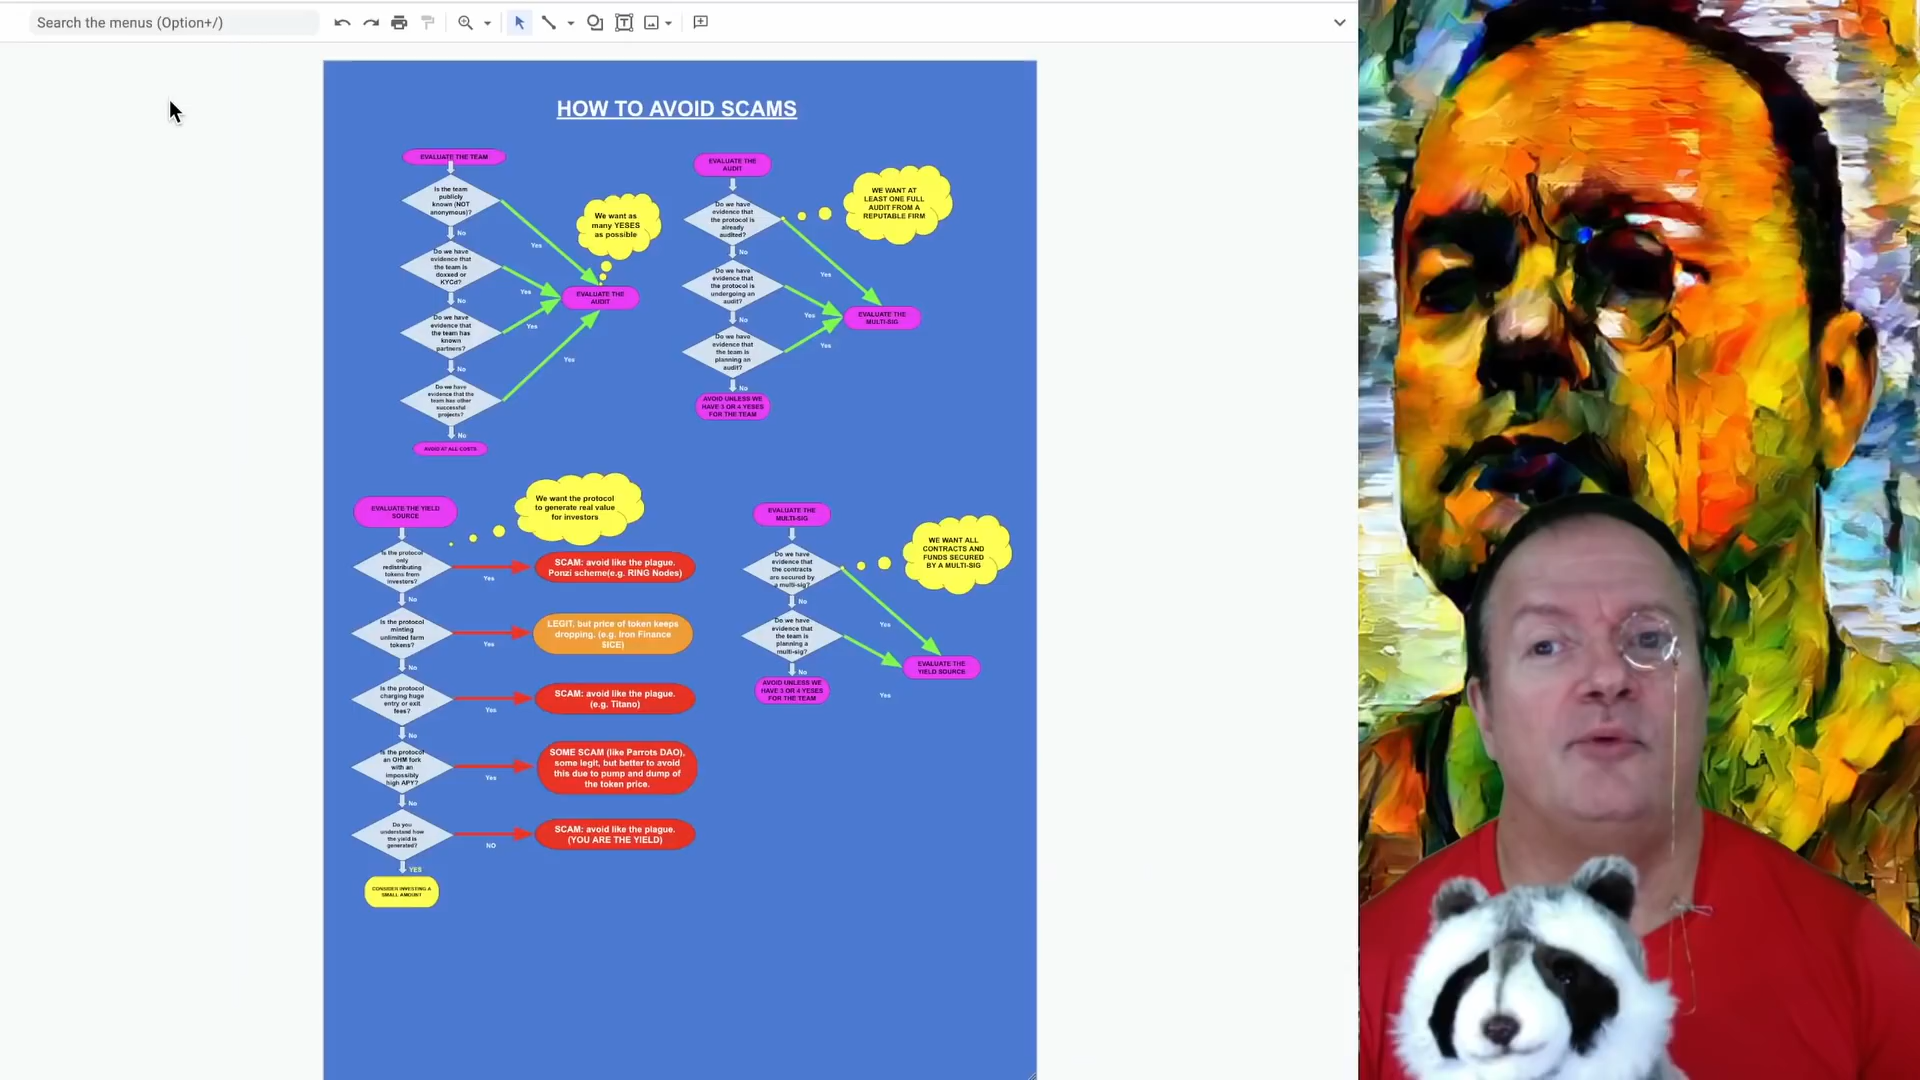 Search the menus (Option+/)
HOW TO AVOID SCAMS
EVALUATE THE TEAM
Is the team
publicly
known (NOT
anonymous)?
No
Yes
Do we have
evidence that
the team is
doxxed or
KYCd?
No
Yes
Do we have
evidence that
the team has
known
partners?
No
Yes
Do we have
evidence that the
team has other
successful
projects?
No
Yes
AVOID AT ALL COSTS
We want as
many YESES
as possible
EVALUATE THE
AUDIT
EVALUATE THE
AUDIT
Do we have
evidence that
the protocol is
already
audited?
No
Yes
Do we have
evidence that
the protocol is
undergoing an
audit?
No
Yes
Do we have
evidence that
the team is
planning an
audit?
No
Yes
AVOID UNLESS WE
HAVE 3 OR 4 YESES
FOR THE TEAM
WE WANT AT
LEAST ONE FULL
AUDIT FROM A
REPUTABLE FIRM
EVALUATE THE
MULTI-SIG
EVALUATE THE YIELD
SOURCE
We want the protocol
to generate real value
for investors
Is the protocol
only
redistributing
tokens from
investors?
Yes
No
SCAM: avoid like the plague.
Ponzi scheme(e.g. RING Nodes)
Is the protocol
minting
unlimited farm
tokens?
Yes
No
LEGIT, but price of token keeps
dropping. (e.g. Iron Finance
$ICE)
Is the protocol
charging huge
entry or exit
fees?
Yes
No
SCAM: avoid like the plague.
(e.g. Titano)
Is the protocol
an OHM fork
with an
impossibly
high APY?
Yes
No
SOME SCAM (like Parrots DAO),
some legit, but better to avoid
this due to pump and dump of
the token price.
Do you
understand how
the yield is
generated?
NO
YES
SCAM: avoid like the plague.
(YOU ARE THE YIELD)
CONSIDER INVESTING A
SMALL AMOUNT
EVALUATE THE
MULTI-SIG
Do we have
evidence that
the contracts
are secured by
a multi-sig?
No
Yes
Do we have
evidence that
the team is
planning a
multi-sig?
No
Yes
AVOID UNLESS WE
HAVE 3 OR 4 YESES
FOR THE TEAM
WE WANT ALL
CONTRACTS AND
FUNDS SECURED
BY A MULTI-SIG
EVALUATE THE
YIELD SOURCE